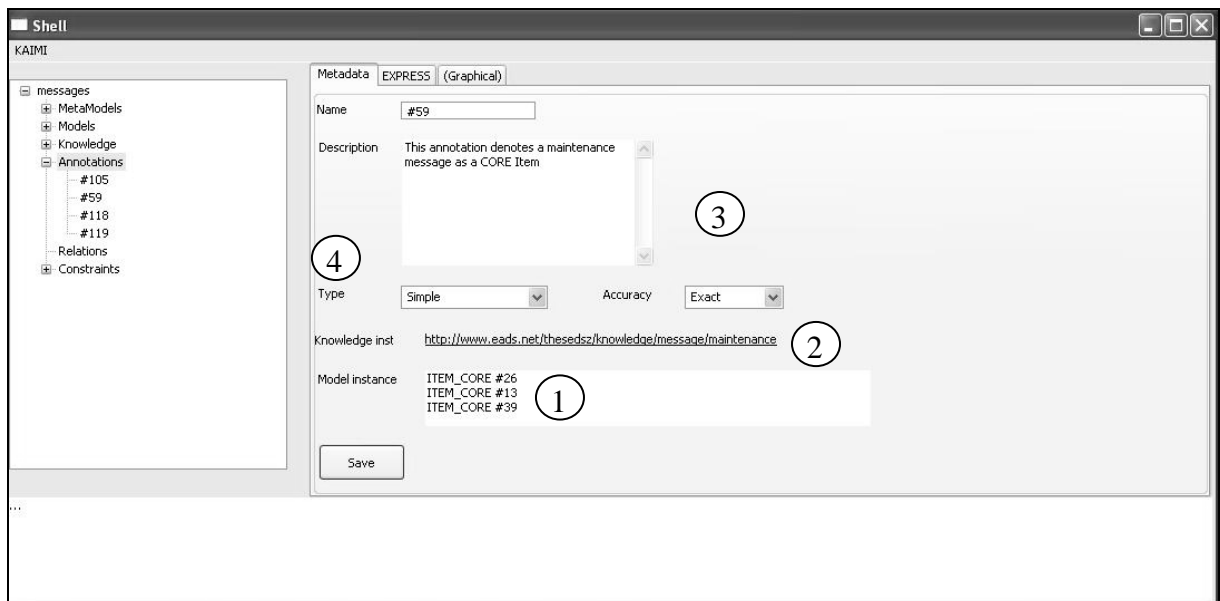 Shell
KAIMI
messages
MetaModels
Models
Knowledge
Annotations
#105
#59
#118
#119
Relations
Constraints
Metadata EXPRESS (Graphical)
Name #59
Description This annotation denotes a maintenance
message as a CORE Item
3
4
Type Simple Accuracy Exact
Knowledge inst http://www.eads.net/thesedsz/knowledge/message/maintenance 2
Model instance ITEM_CORE #26
ITEM_CORE #13
ITEM_CORE #39
1
Save
...